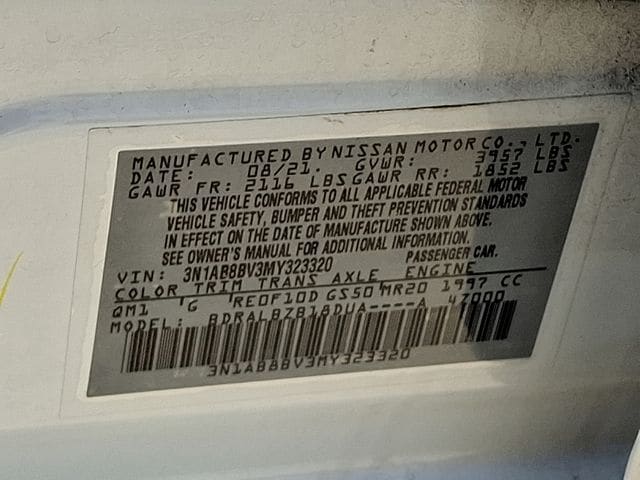 MANUFACTURED BY NISSAN MOTOR CO., LTD.
DATE: 08/21. GVWR: 3957 LBS
GAWR FR: 2116 LBS GAWR RR: 1852 LBS
THIS VEHICLE CONFORMS TO ALL APPLICABLE FEDERAL MOTOR
VEHICLE SAFETY, BUMPER AND THEFT PREVENTION STANDARDS
IN EFFECT ON THE DATE OF MANUFACTURE SHOWN ABOVE.
SEE OWNER'S MANUAL FOR ADDITIONAL INFORMATION.
VIN: 3N1AB8BV3MY323320 PASSENGER CAR.
COLOR TRIM TRANS AXLE ENGINE
QM1 G RE0F10D GS50 MR20 1997 CC
MODEL: BDRALBZB18DUA----A 47000
3N1AB8BV3MY323320